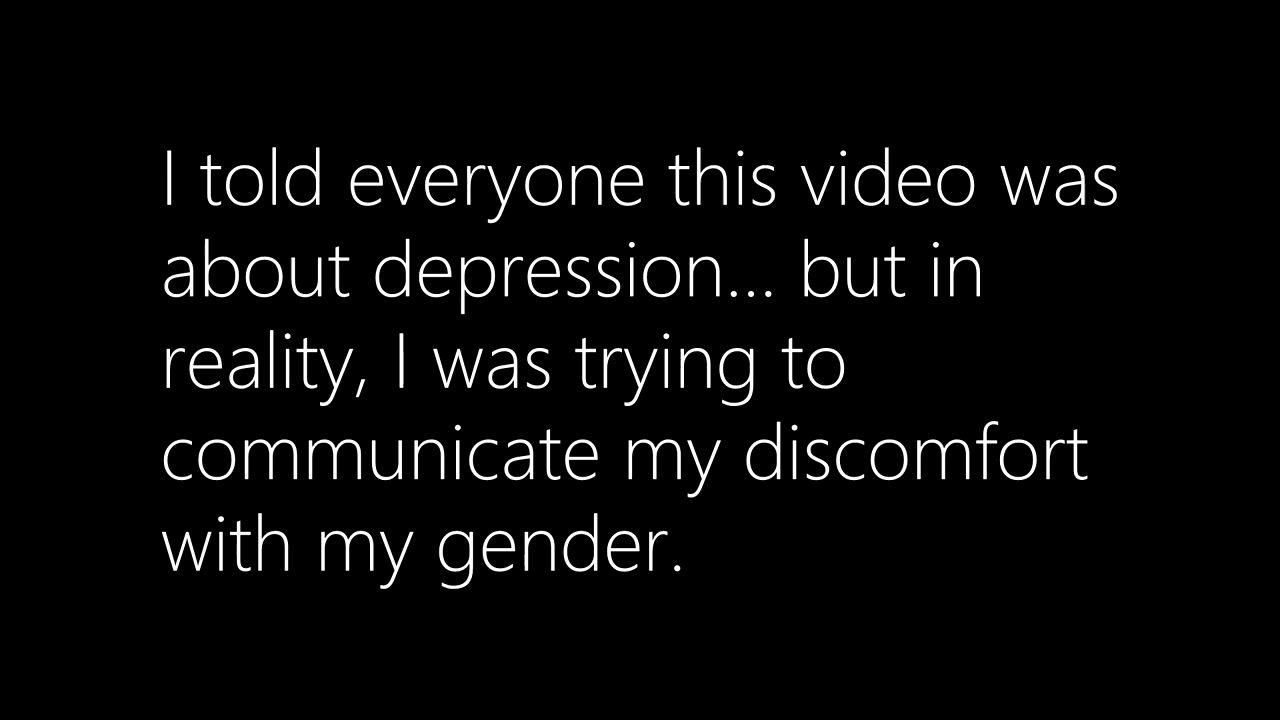 I told everyone this video was
about depression... but in
reality, I was trying to
communicate my discomfort
with my gender.